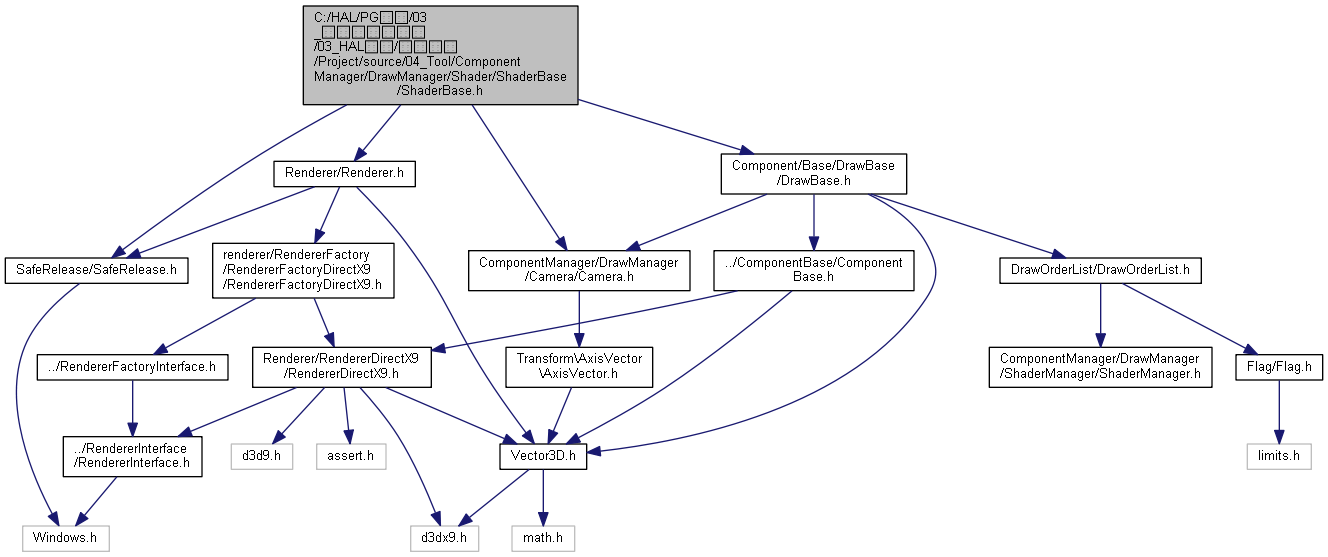 C:/HAL/PG□□/03
_□□□□□□□
/03_HAL□□/□□□□
/Project/source/04_Tool/Component
Manager/DrawManager/Shader/ShaderBase
/ShaderBase.h
Component/Base/DrawBase
/DrawBase.h
Renderer/Renderer.h
SafeRelease/SafeRelease.h
renderer/RendererFactory
/RendererFactoryDirectX9
/RendererFactoryDirectX9.h
ComponentManager/DrawManager
/Camera/Camera.h
../ComponentBase/Component
Base.h
DrawOrderList/DrawOrderList.h
../RendererFactoryInterface.h
Renderer/RendererDirectX9
/RendererDirectX9.h
Transform\AxisVector
\AxisVector.h
ComponentManager/DrawManager
/ShaderManager/ShaderManager.h
Flag/Flag.h
../RendererInterface
/RendererInterface.h
d3d9.h
assert.h
Vector3D.h
limits.h
Windows.h
d3dx9.h
math.h